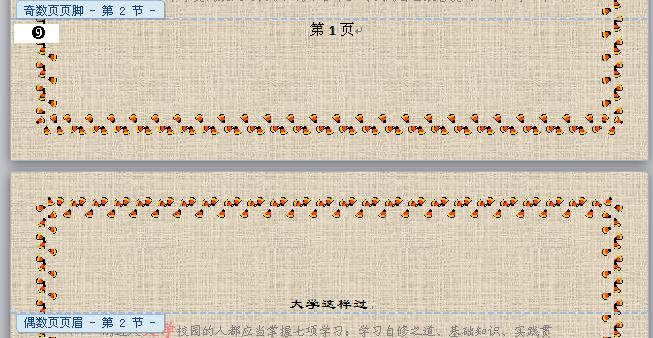 奇数页页脚 - 第 2 节 -
❾
第 1 页
大学这样过
偶数页页眉 - 第 2 节 -
大学校园的人都应当掌握七项学习：学习自修之道、基础知识、实践贯